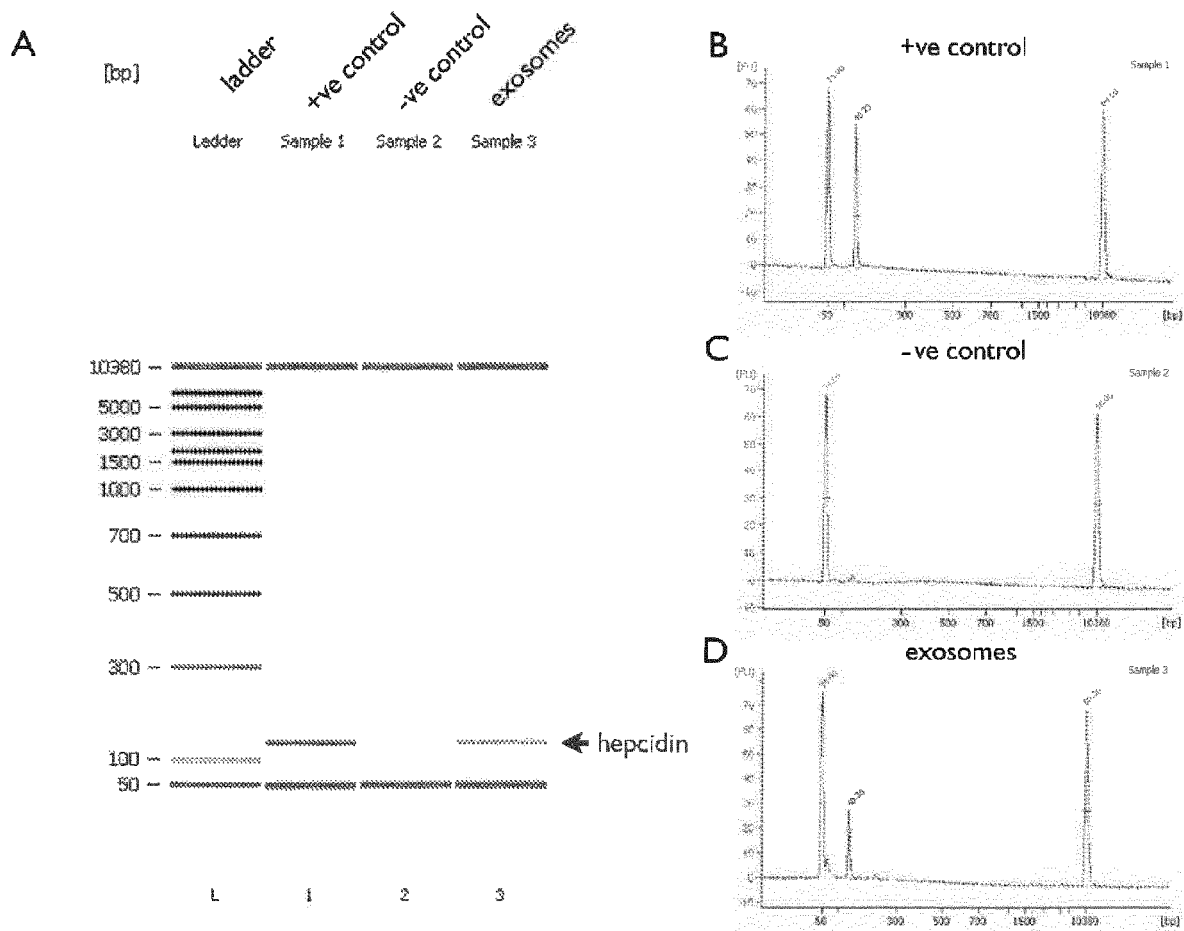 A
[bp]
ladder
+ve control
-ve control
exosomes
Ladder
Sample 1
Sample 2
Sample 3
10380
5000
3000
1500
1000
700
500
300
100
50
hepcidin
L
1
2
3
B
+ve control
Sample 1
50
300
500
700
1500
10380
[bp]
C
-ve control
Sample 2
50
300
500
700
1500
10380
[bp]
D
exosomes
Sample 3
50
300
500
700
1500
10380
[bp]